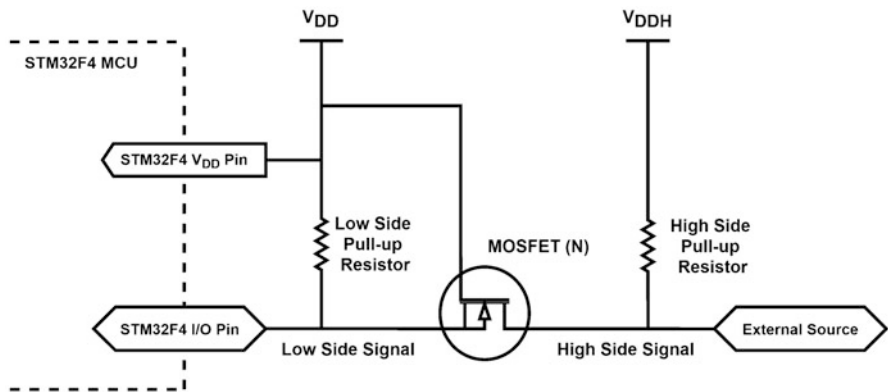 VDD
VDDH
STM32F4 MCU
STM32F4 VDD Pin
Low Side
Pull-up
Resistor
MOSFET (N)
High Side
Pull-up
Resistor
STM32F4 I/O Pin
Low Side Signal
High Side Signal
External Source